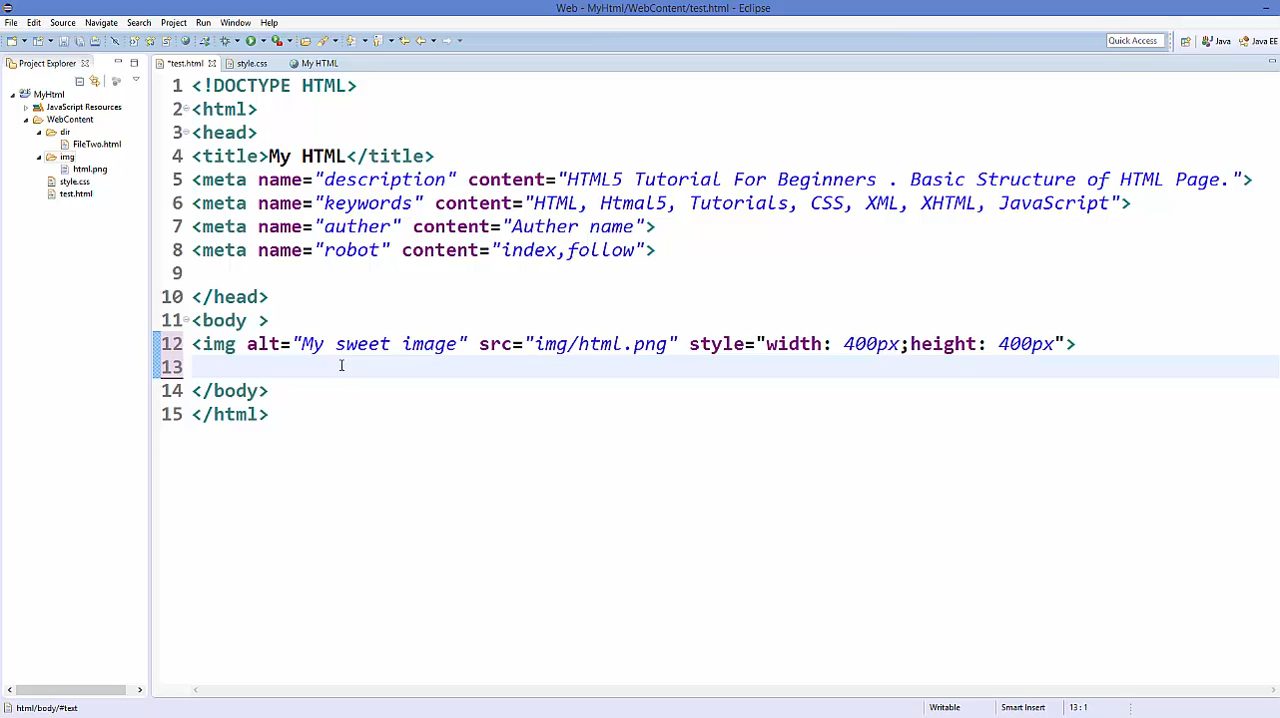 Web - MyHtml/WebContent/test.html - Eclipse
File Edit Source Navigate Search Project Run Window Help
Quick Access Java Java EE
Project Explorer
*test.html style.css My HTML
MyHtml
JavaScript Resources
WebContent
dir
FileTwo.html
img
html.png
style.css
test.html
1 <!DOCTYPE HTML>
2 <html>
3 <head>
4 <title>My HTML</title>
5 <meta name="description" content="HTML5 Tutorial For Beginners . Basic Structure of HTML Page.">
6 <meta name="keywords" content="HTML, Htmal5, Tutorials, CSS, XML, XHTML, JavaScript">
7 <meta name="auther" content="Auther name">
8 <meta name="robot" content="index,follow">
9
10 </head>
11 <body >
12 <img alt="My sweet image" src="img/html.png" style="width: 400px;height: 400px">
13
14 </body>
15 </html>
html/body/#text Writable Smart Insert 13 : 1